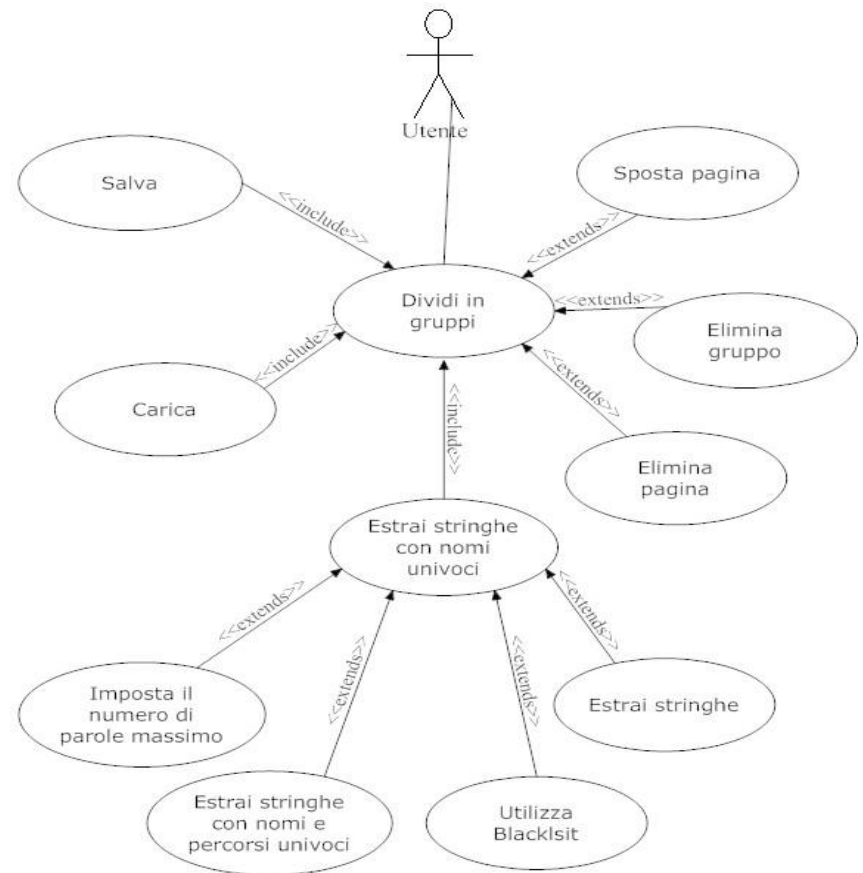 Utente
Salva
Sposta pagina
<<include>>
<<extends>>
Dividi in
gruppi
<<extends>>
Elimina
gruppo
<<include>>
Carica
<<extends>>
<<include>>
Elimina
pagina
Estrai stringhe
con nomi
univoci
<<extends>>
<<extends>>
<<extends>>
<<extends>>
Imposta il
numero di
parole massimo
Estrai stringhe
Estrai stringhe
con nomi e
percorsi univoci
Utilizza
Blacklsit